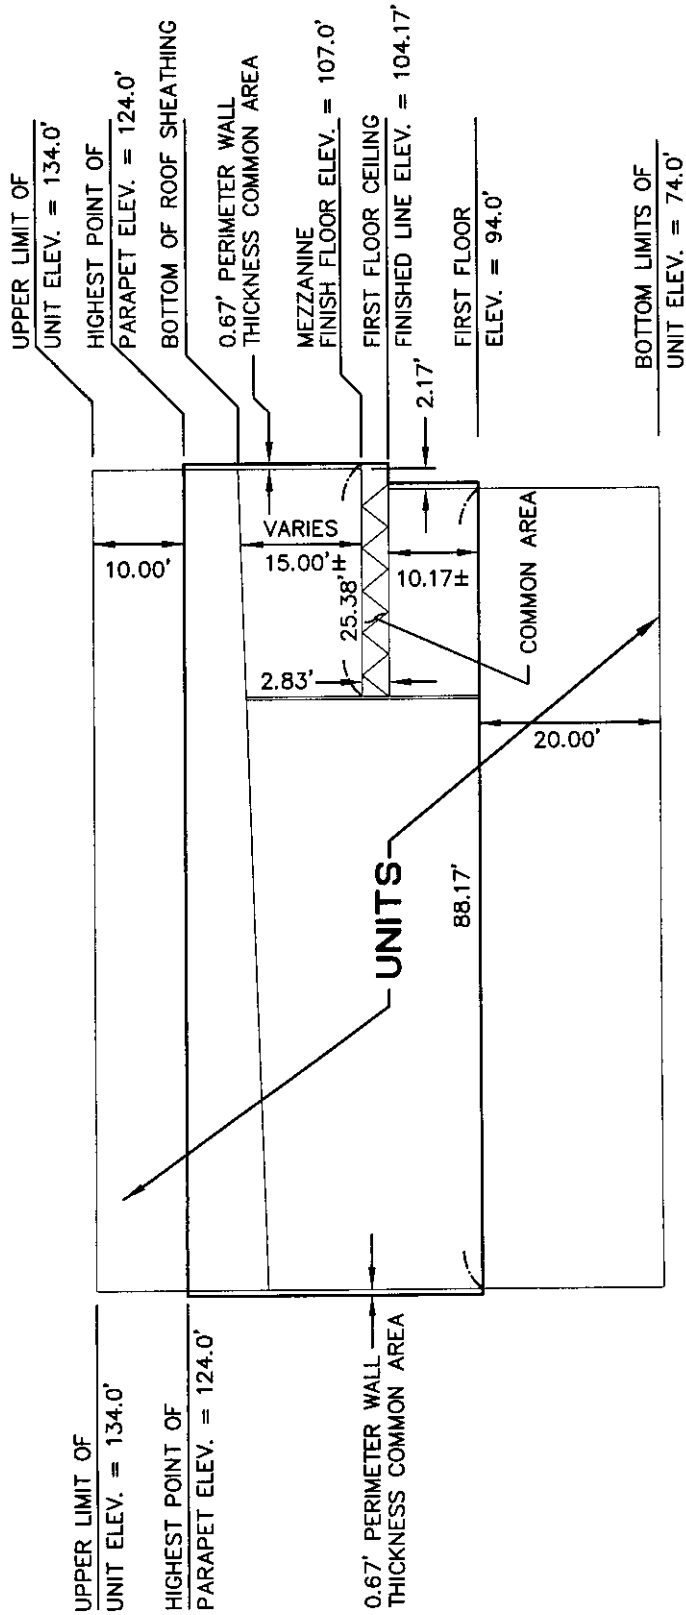 UPPER LIMIT OF
UNIT ELEV. = 134.0'
HIGHEST POINT OF
PARAPET ELEV. = 124.0'
0.67' PERIMETER WALL
THICKNESS COMMON AREA
UPPER LIMIT OF
UNIT ELEV. = 134.0'
HIGHEST POINT OF
PARAPET ELEV. = 124.0'
BOTTOM OF ROOF SHEATHING
0.67' PERIMETER WALL
THICKNESS COMMON AREA
MEZZANINE
FINISH FLOOR ELEV. = 107.0'
FIRST FLOOR CEILING
FINISHED LINE ELEV. = 104.17'
FIRST FLOOR
ELEV. = 94.0'
BOTTOM LIMITS OF
UNIT ELEV. = 74.0'
10.00'
VARIES
15.00'±
2.83'
25.38'
10.17±
2.17'
COMMON AREA
20.00'
UNITS
88.17'